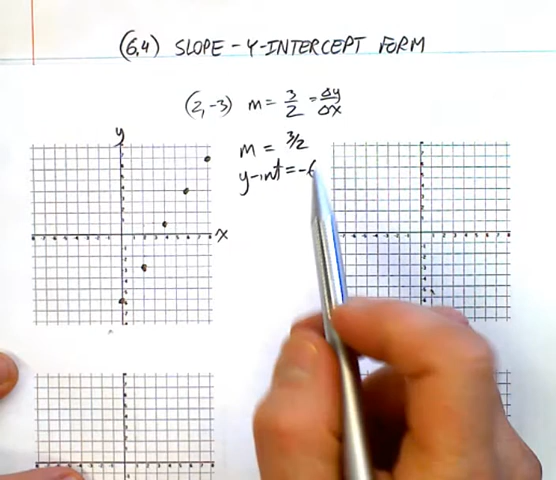 (6,4) SLOPE-Y-INTERCEPT FORM
(2,-3) m = 3/2 = Δy/Δx
y
m = 3/2
y-int = -6
x